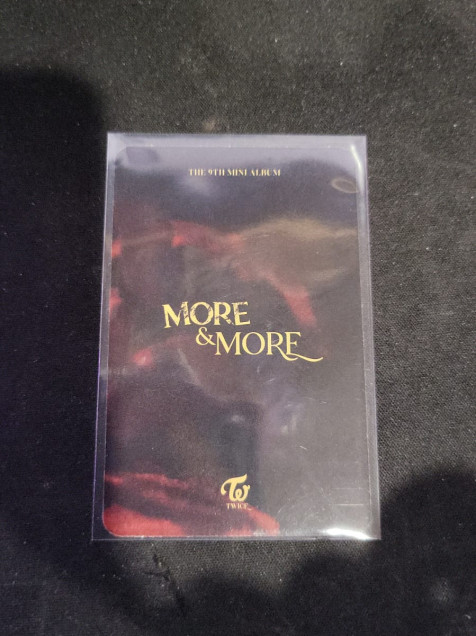 THE 9TH MINI ALBUM
MORE
&MORE
TWICE